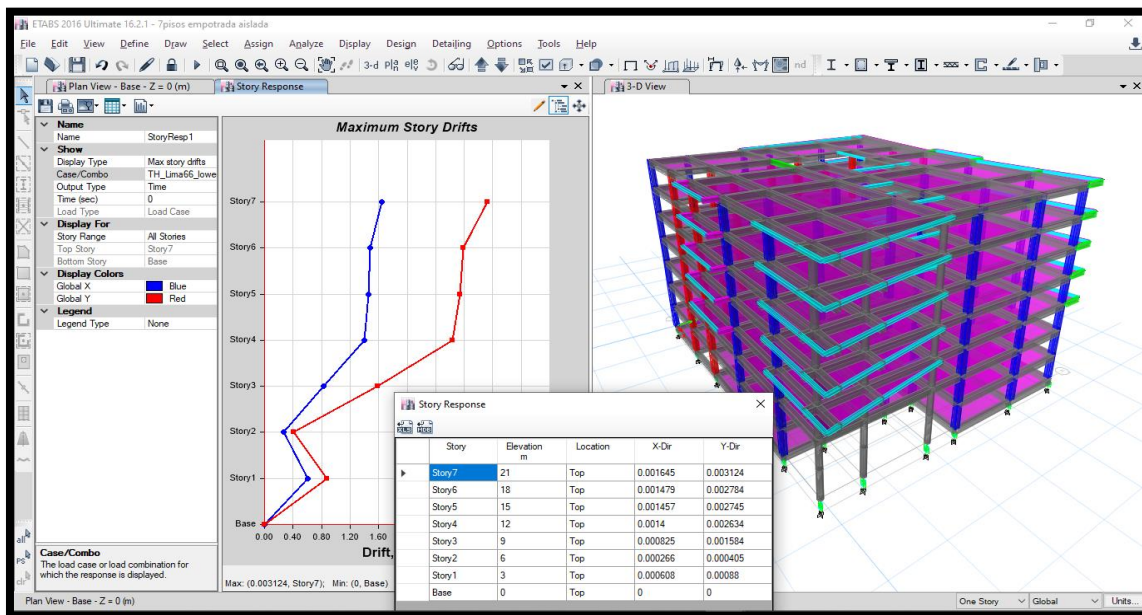 ETABS 2016 Ultimate 16.2.1 - 7pisos empotrada aislada
File Edit View Define Draw Select Assign Analyze Display Design Detailing Options Tools Help
3-d
nd
Plan View - Base - Z = 0 (m)
Story Response
3-D View
Name
Name StoryResp1
Show
Display Type Max story drifts
Case/Combo TH_Lima66_lowe
Output Type Time
Time (sec) 0
Load Type Load Case
Display For
Story Range All Stories
Top Story Story7
Bottom Story Base
Display Colors
Global X Blue
Global Y Red
Legend
Legend Type None
Case/Combo
The load case or load combination for
which the response is displayed.
Maximum Story Drifts
Story7
Story6
Story5
Story4
Story3
Story2
Story1
Base
0.00 0.40 0.80 1.20 1.60
Drift,
Max: (0.003124, Story7); Min: (0, Base)
Story Response
Story Elevation Location X-Dir Y-Dir
m
Story7 21 Top 0.001645 0.003124
Story6 18 Top 0.001479 0.002784
Story5 15 Top 0.001457 0.002745
Story4 12 Top 0.0014 0.002634
Story3 9 Top 0.000825 0.001584
Story2 6 Top 0.000266 0.000405
Story1 3 Top 0.000608 0.00088
Base 0 Top 0 0
all
PS
clr
Plan View - Base - Z = 0 (m)
One Story Global Units...